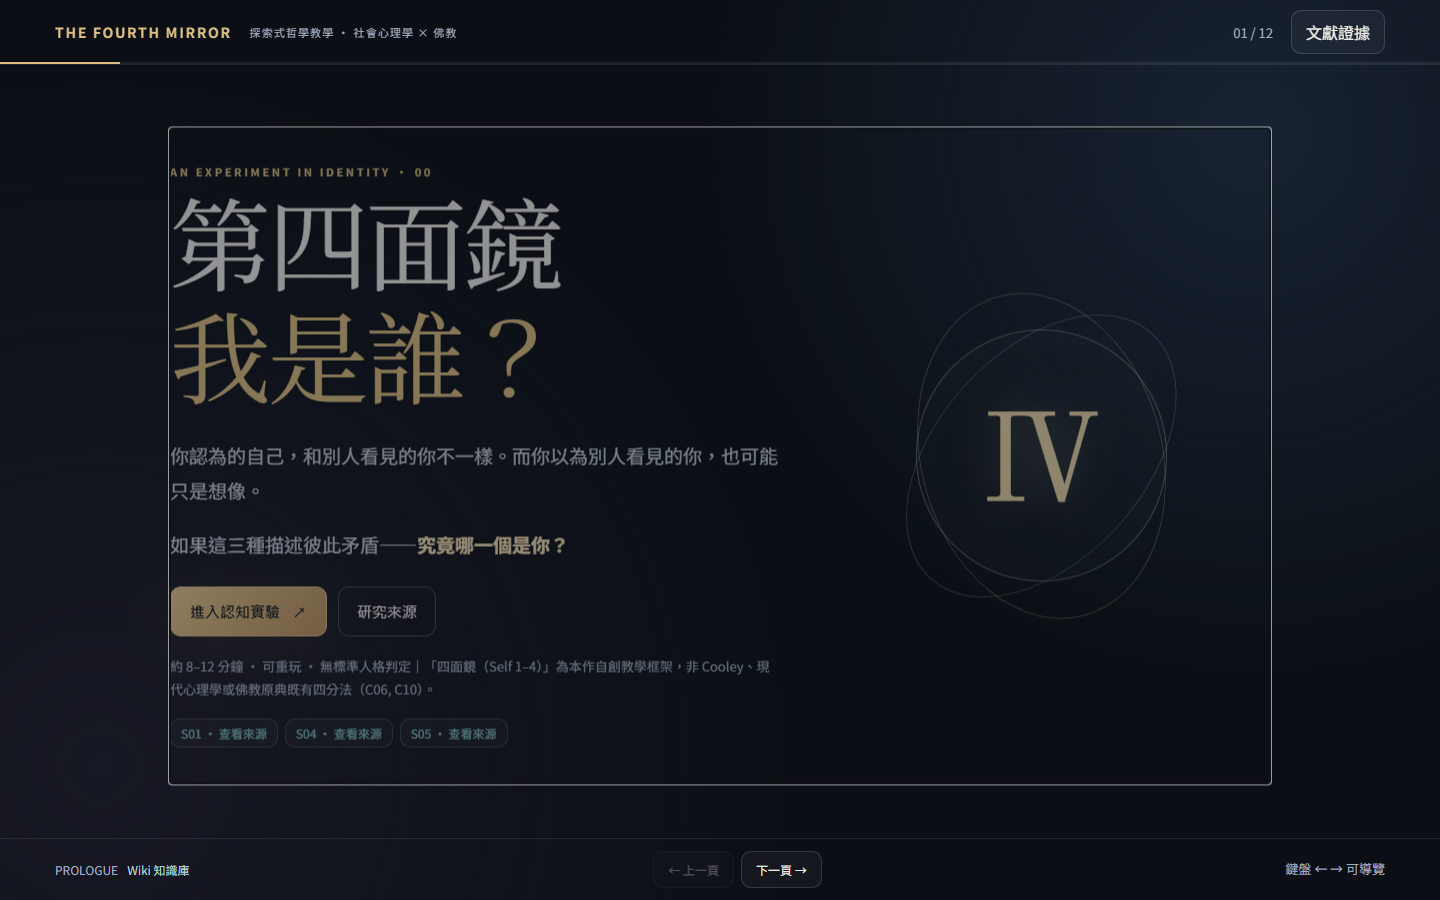 THE FOURTH MIRROR 探索式哲學教學 · 社會心理學 × 佛教 01 / 12 文獻證據
AN EXPERIMENT IN IDENTITY · 00
第四面鏡
我是誰？
你認為的自己，和別人看見的你不一樣。而你以為別人看見的你，也可能
只是想像。
如果這三種描述彼此矛盾——究竟哪一個是你？
進入認知實驗 ↗ 研究來源
約 8–12 分鐘 · 可重玩 · 無標準人格判定｜「四面鏡（Self 1–4）」為本作自創教學框架，非 Cooley、現
代心理學或佛教原典既有四分法（C06, C10）。
S01 · 查看來源 S04 · 查看來源 S05 · 查看來源
IV
PROLOGUE Wiki 知識庫 ← 上一頁 下一頁 → 鍵盤 ← → 可導覽